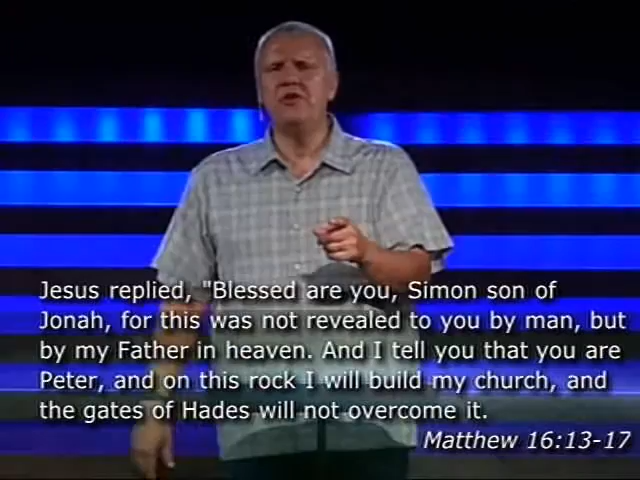 Jesus replied, "Blessed are you, Simon son of
Jonah, for this was not revealed to you by man, but
by my Father in heaven. And I tell you that you are
Peter, and on this rock I will build my church, and
the gates of Hades will not overcome it.
Matthew 16:13-17